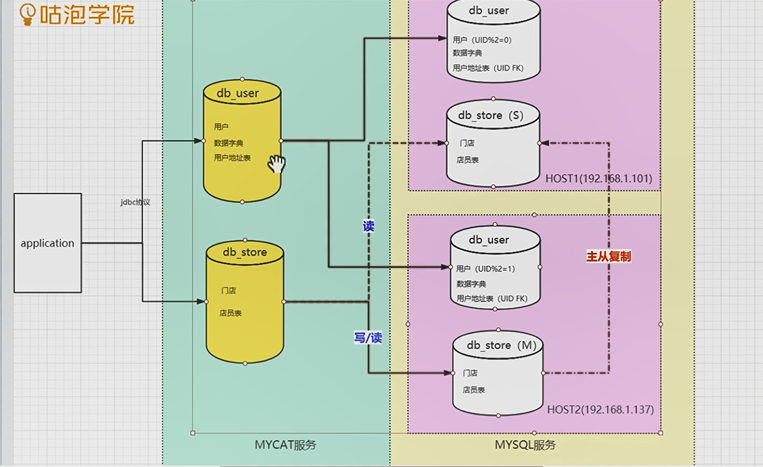 咕泡学院
db_user
用户（UID%2=0）
数据字典
用户地址表（UID FK）
db_store（S）
门店
店员表
HOST1(192.168.1.101)
db_user
用户
数据字典
用户地址表
jdbc协议
application
db_store
门店
店员表
读
写/读
主从复制
db_user
用户（UID%2=1）
数据字典
用户地址表（UID FK）
db_store（M）
门店
店员表
HOST2(192.168.1.137)
MYCAT服务
MYSQL服务